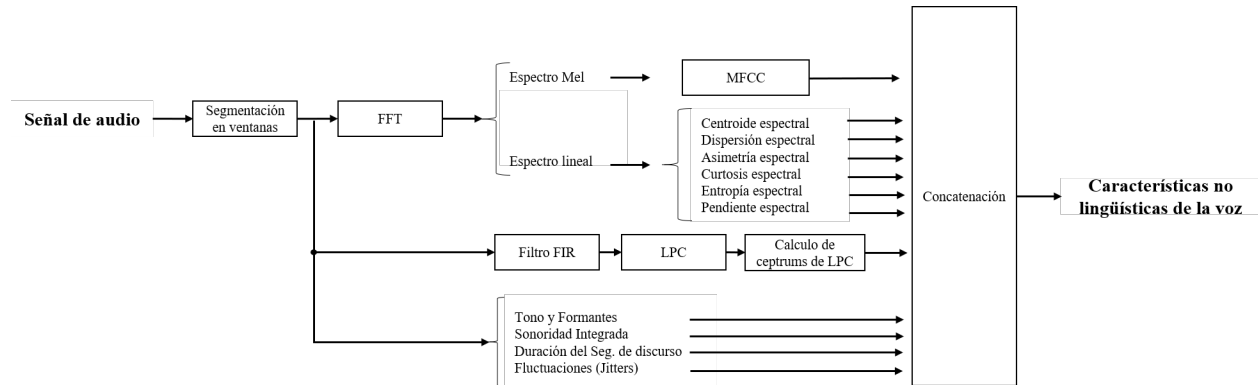 Señal de audio
Segmentación
en ventanas
FFT
Espectro Mel
MFCC
Espectro lineal
Centroide espectral
Dispersión espectral
Asimetría espectral
Curtosis espectral
Entropía espectral
Pendiente espectral
Filtro FIR
LPC
Calculo de
ceptrums de LPC
Tono y Formantes
Sonoridad Integrada
Duración del Seg. de discurso
Fluctuaciones (Jitters)
Concatenación
Características no
lingüísticas de la voz